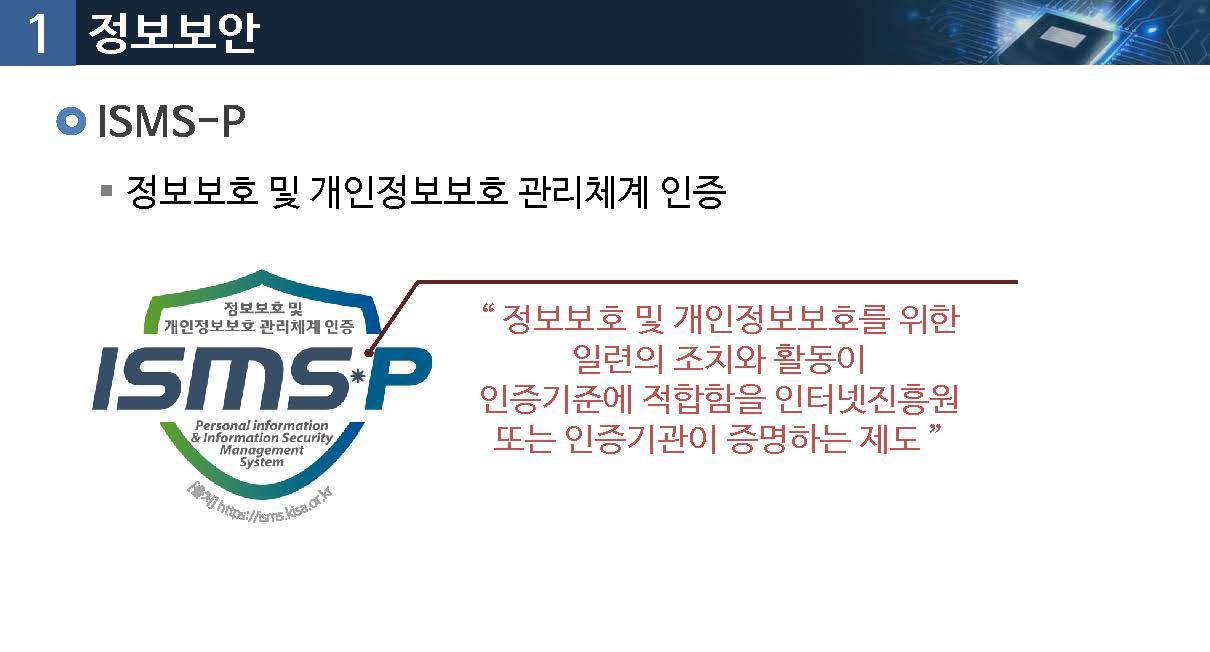 1 정보보안
ISMS-P
정보보호 및 개인정보보호 관리체계 인증
정보보호 및
개인정보보호 관리체계 인증
ISMS-P
Personal information
& Information Security
Management
System
[출처] https://isms.kisa.or.kr
“ 정보보호 및 개인정보보호를 위한
일련의 조치와 활동이
인증기준에 적합함을 인터넷진흥원
또는 인증기관이 증명하는 제도 ”